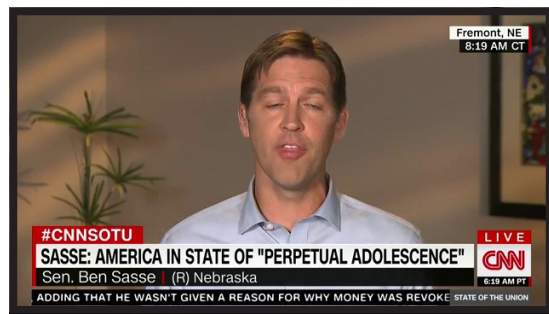 Fremont, NE
8:19 AM CT
#CNNSOTU
SASSE: AMERICA IN STATE OF "PERPETUAL ADOLESCENCE"
Sen. Ben Sasse | (R) Nebraska
LIVE
CNN
6:19 AM PT
ADDING THAT HE WASN'T GIVEN A REASON FOR WHY MONEY WAS REVOKE
STATE OF THE UNION